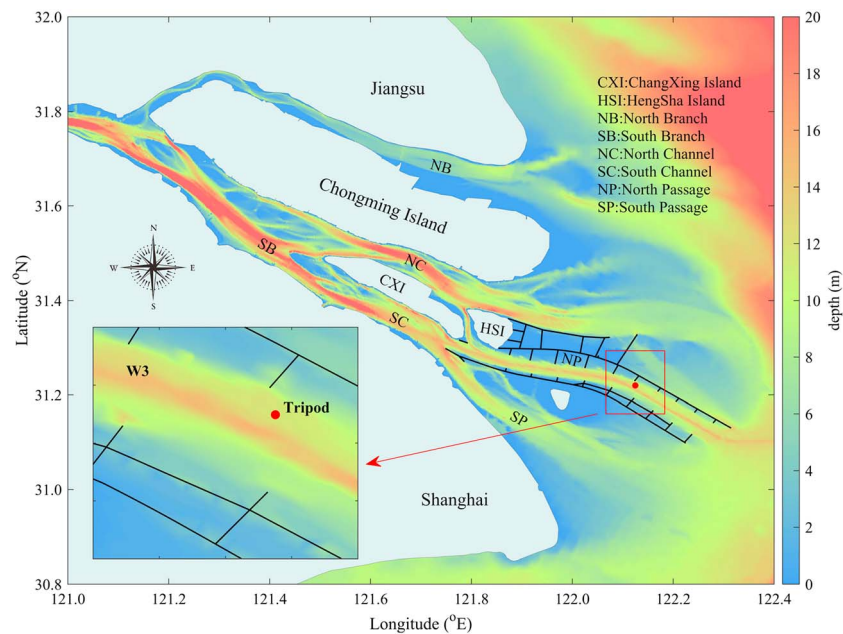 32.0
31.8
31.6
31.4
31.2
31.0
30.8
Latitude (°N)
121.0
121.2
121.4
121.6
121.8
122.0
122.2
122.4
Longitude (°E)
20
18
16
14
12
10
8
6
4
2
0
depth (m)
Jiangsu
CXI:ChangXing Island
HSI:HengSha Island
NB:North Branch
SB:South Branch
NC:North Channel
SC:South Channel
NP:North Passage
SP:South Passage
NB
Chongming Island
SB
NC
CXI
SC
HSI
NP
SP
Shanghai
N
W
E
S
W3
Tripod